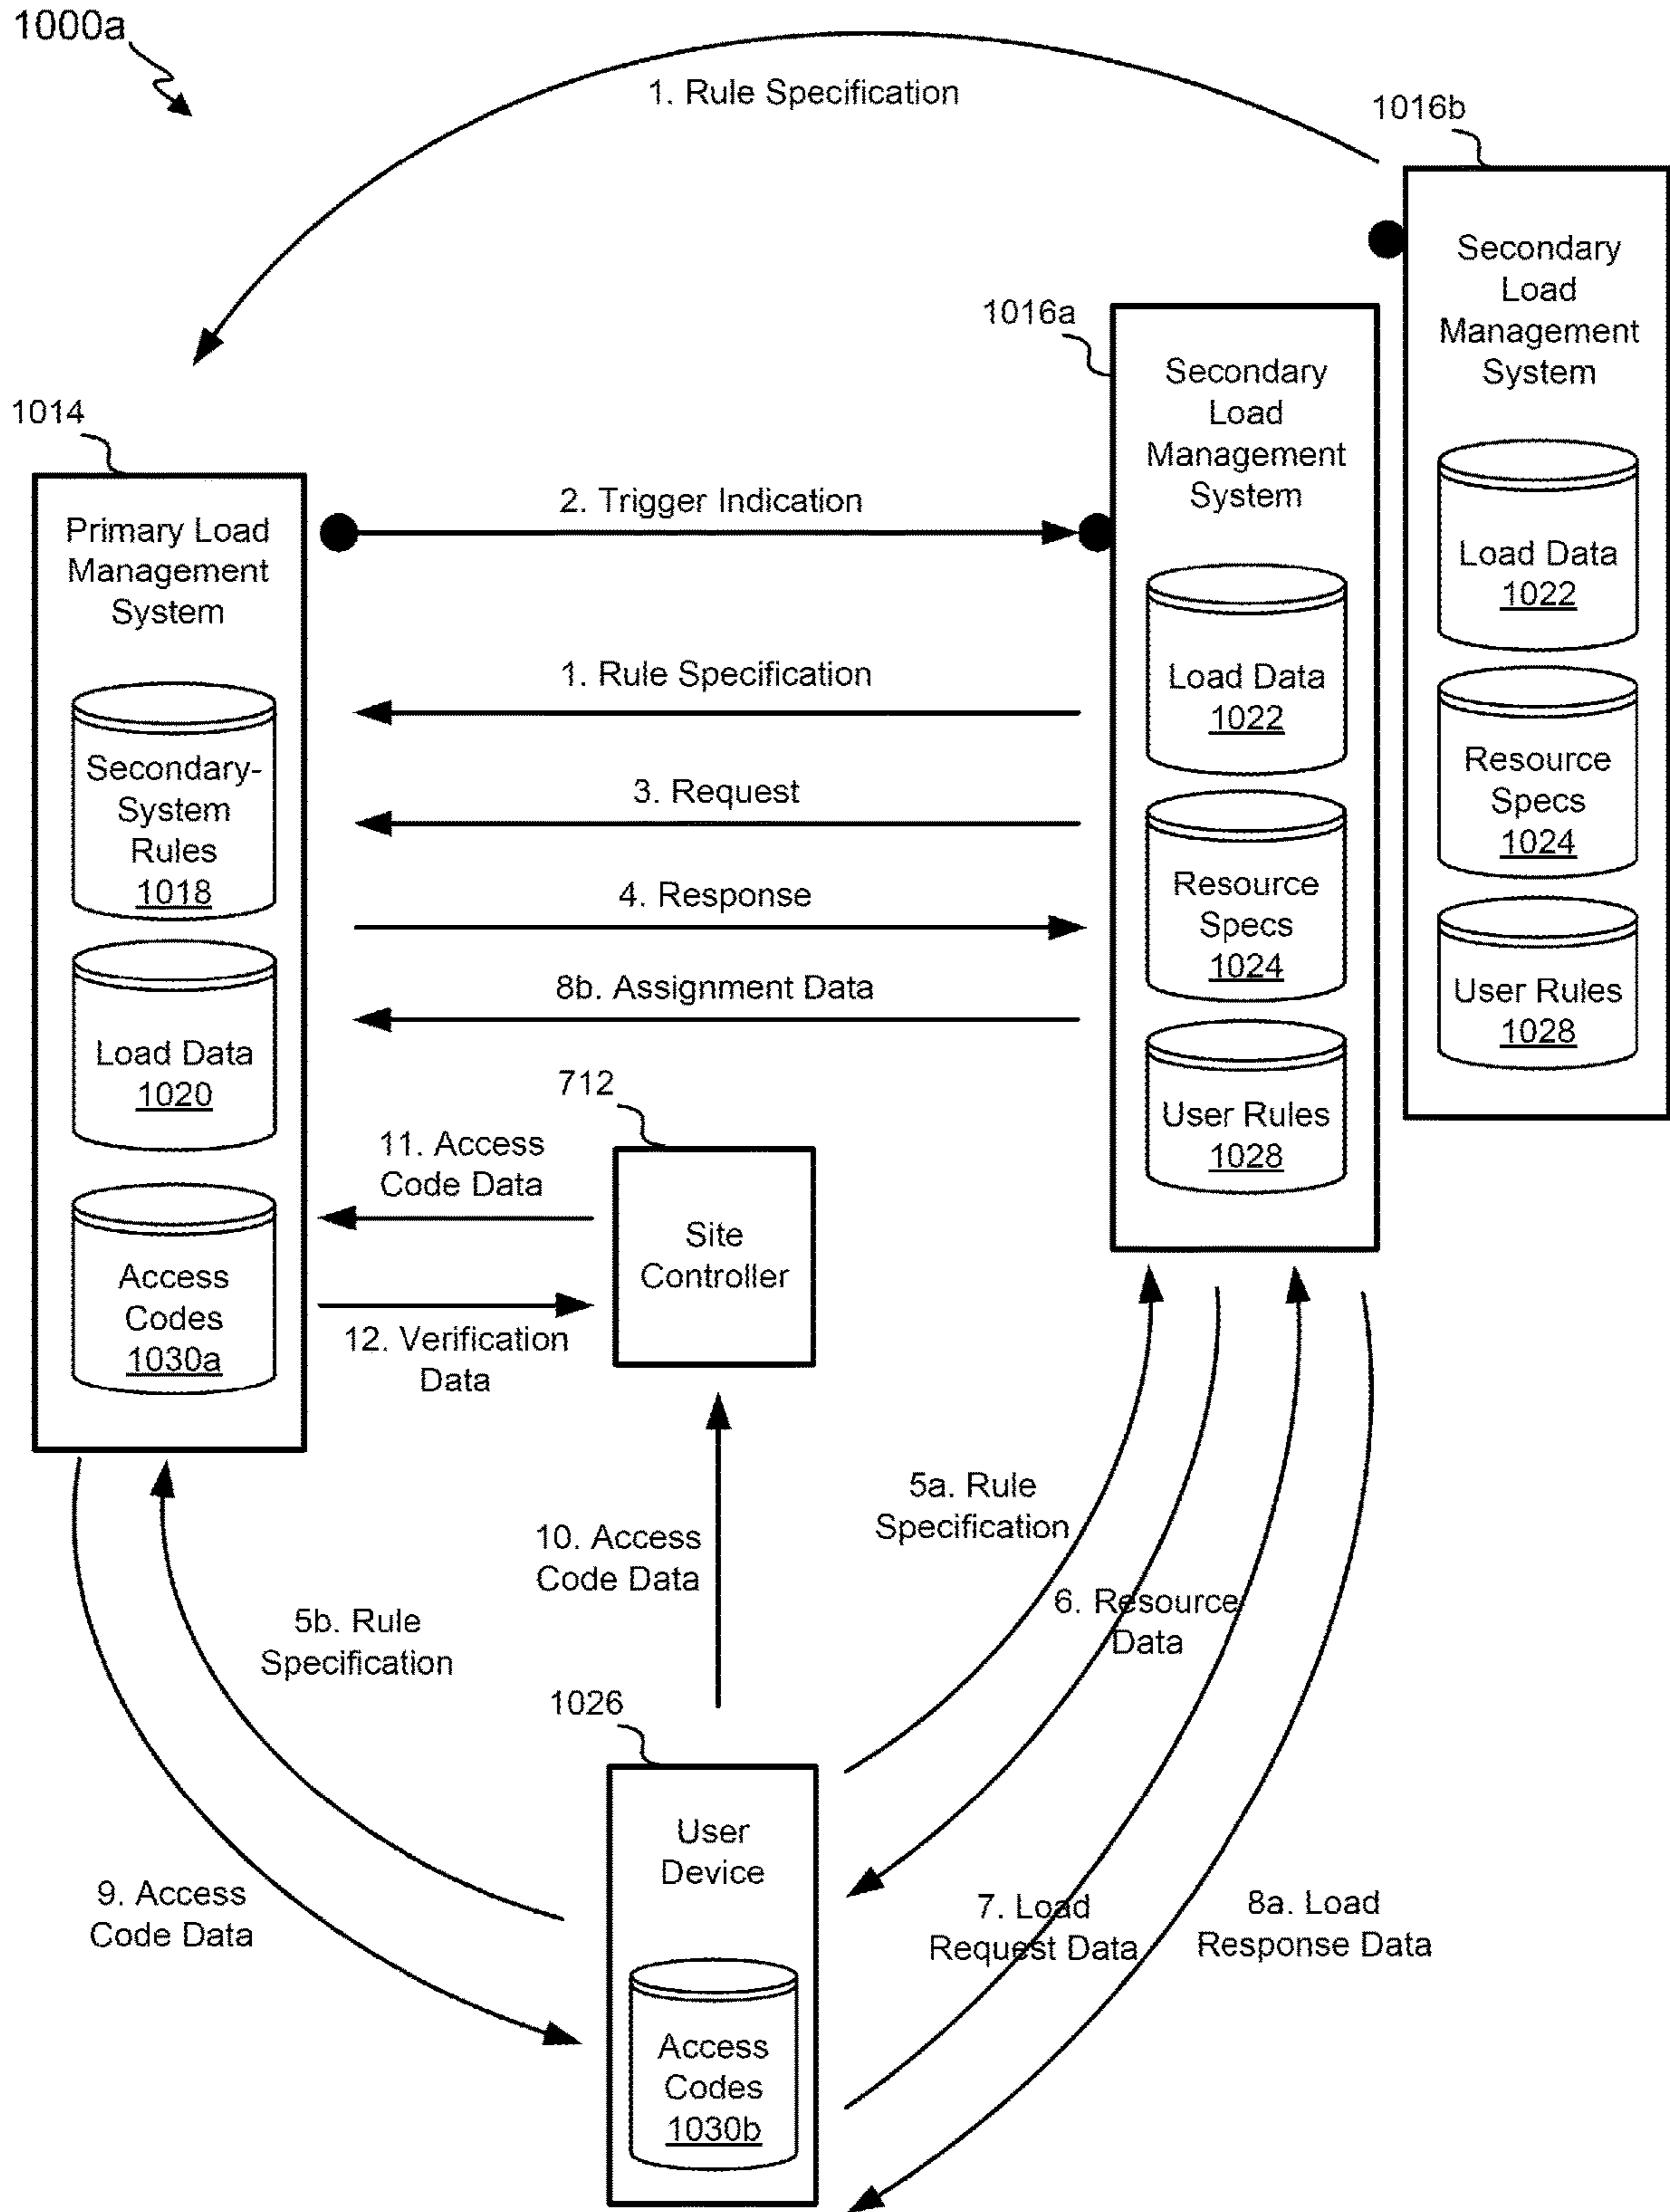 1000a
1. Rule Specification
1016b
Secondary
Load
Management
System
Load Data
1022
Resource
Specs
1024
User Rules
1028
1016a
Secondary
Load
Management
System
Load Data
1022
Resource
Specs
1024
User Rules
1028
1014
Primary Load
Management
System
Secondary-
System
Rules
1018
Load Data
1020
Access
Codes
1030a
2. Trigger Indication
1. Rule Specification
3. Request
4. Response
8b. Assignment Data
712
Site
Controller
11. Access
Code Data
12. Verification
Data
10. Access
Code Data
5a. Rule
Specification
6. Resource
Data
5b. Rule
Specification
9. Access
Code Data
7. Load
Request Data
8a. Load
Response Data
1026
User
Device
Access
Codes
1030b